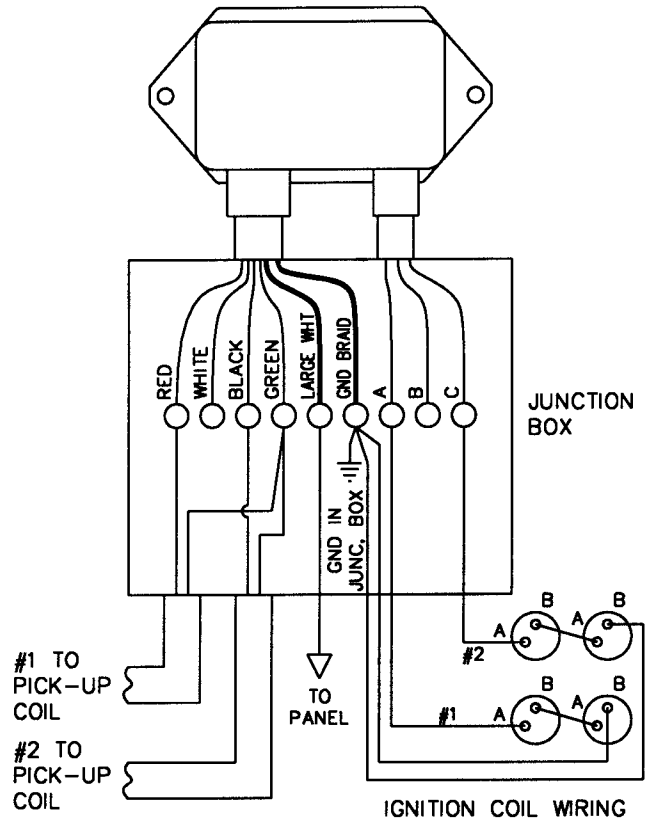 RED
WHITE
BLACK
GREEN
LARGE WHT
GND BRAID
A
B
C
JUNCTION
BOX
GND IN
JUNC, BOX
#1 TO
PICK-UP
COIL
#2 TO
PICK-UP
COIL
TO
PANEL
B
B
A
A
#2
B
B
A
A
#1
IGNITION COIL WIRING